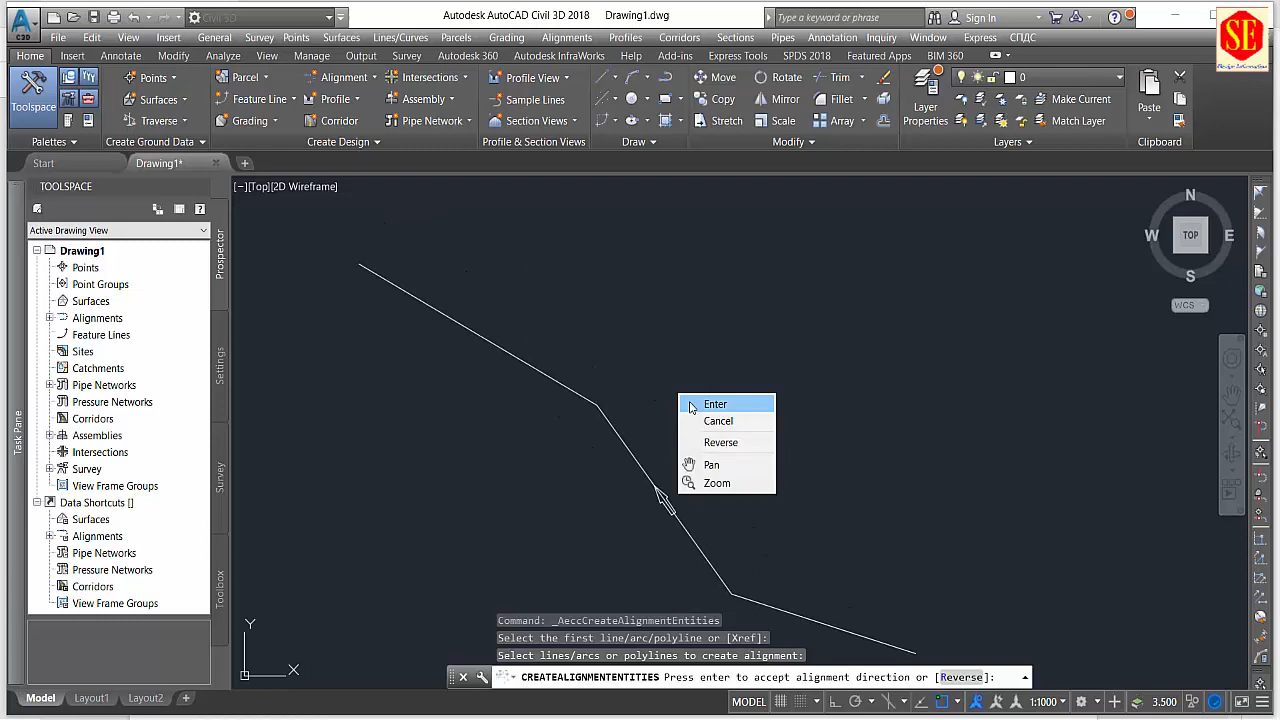 Civil 3D
Autodesk AutoCAD Civil 3D 2018 Drawing1.dwg
Type a keyword or phrase
Sign In
C3D
SE
File Edit View Insert General Survey Points Surfaces Lines/Curves Parcels Grading Alignments Profiles Corridors Sections Pipes Annotation Inquiry Window Express СПДС
Home Insert Annotate Modify Analyze View Manage Output Survey Autodesk 360 Help Add-ins Express Tools SPDS 2018 Featured Apps BIM 360
Toolspace
Points
Surfaces
Traverse
Parcel
Feature Line
Grading
Alignment
Profile
Corridor
Intersections
Assembly
Pipe Network
Profile View
Sample Lines
Section Views
Move
Copy
Stretch
Rotate
Mirror
Scale
Trim
Fillet
Array
Layer
Properties
0
Make Current
Match Layer
Paste
Palettes
Create Ground Data
Create Design
Profile & Section Views
Draw
Modify
Layers
Clipboard
Start Drawing1*
TOOLSPACE
Active Drawing View
Drawing1
Points
Point Groups
Surfaces
Alignments
Feature Lines
Sites
Catchments
Pipe Networks
Pressure Networks
Corridors
Assemblies
Intersections
Survey
View Frame Groups
Data Shortcuts []
Surfaces
Alignments
Pipe Networks
Pressure Networks
Corridors
View Frame Groups
Task Pane
Prospector
Settings
Survey
Toolbox
[−][Top][2D Wireframe]
N
W TOP E
S
WCS
Enter
Cancel
Reverse
Pan
Zoom
Y
X
Command: _AeccCreateAlignmentEntities
Select the first line/arc/polyline or [Xref]:
Select lines/arcs or polylines to create alignment:
CREATEALIGNMENTENTITIES Press enter to accept alignment direction or [Reverse]:
Model Layout1 Layout2
MODEL 1:1000 3.500